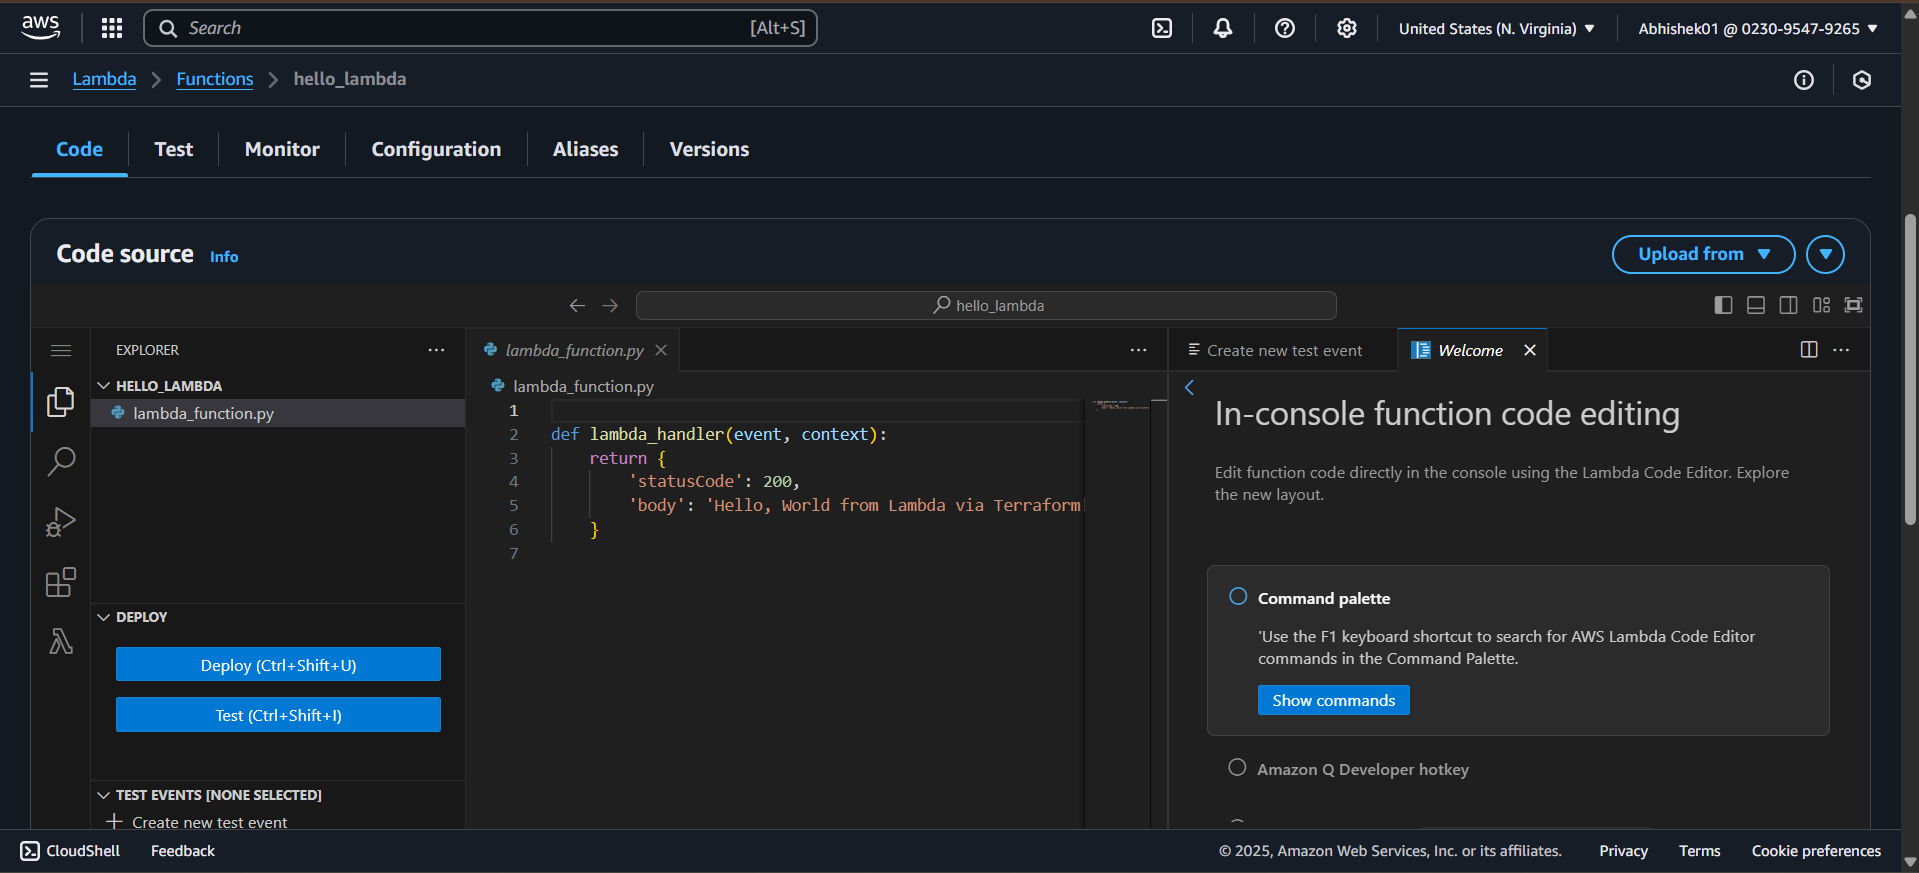 aws
Search [Alt+S]
United States (N. Virginia)
Abhishek01 @ 0230-9547-9265
Lambda > Functions > hello_lambda
Code Test Monitor Configuration Aliases Versions
Code source Info
Upload from
hello_lambda
EXPLORER
HELLO_LAMBDA
lambda_function.py
DEPLOY
Deploy (Ctrl+Shift+U)
Test (Ctrl+Shift+I)
TEST EVENTS [NONE SELECTED]
Create new test event
lambda_function.py
lambda_function.py
1
2 def lambda_handler(event, context):
3 return {
4 'statusCode': 200,
5 'body': 'Hello, World from Lambda via Terraform!
6 }
7
Create new test event
Welcome
In-console function code editing
Edit function code directly in the console using the Lambda Code Editor. Explore
the new layout.
Command palette
'Use the F1 keyboard shortcut to search for AWS Lambda Code Editor
commands in the Command Palette.
Show commands
Amazon Q Developer hotkey
CloudShell Feedback
© 2025, Amazon Web Services, Inc. or its affiliates. Privacy Terms Cookie preferences